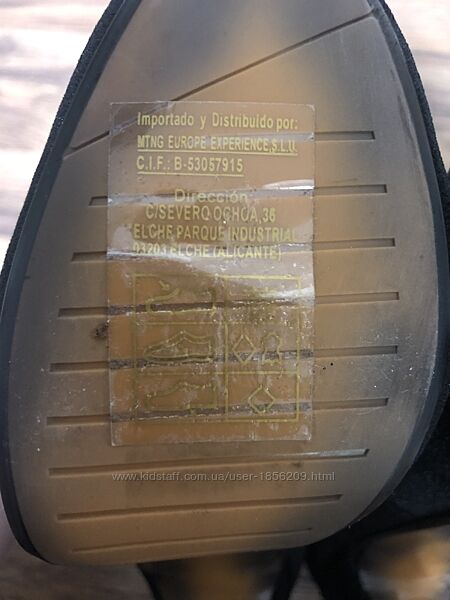 Importado y Distribuido por:
MTNG EUROPE EXPERIENCE,S.L.U.
C.I.F.: B-53057915
Dirección
C/SEVERO OCHOA,36
ELCHE PARQUE INDUSTRIAL
03203 ELCHE (ALICANTE)
www.kidstaff.com.ua/user-1856209.html